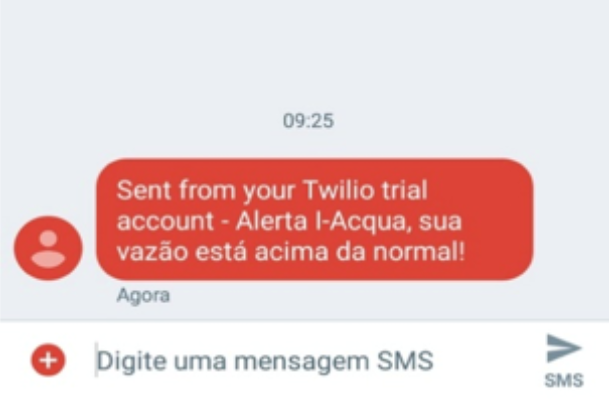 09:25
Sent from your Twilio trial
account - Alerta I-Acqua, sua
vazão está acima da normal!
Agora
Digite uma mensagem SMS
SMS